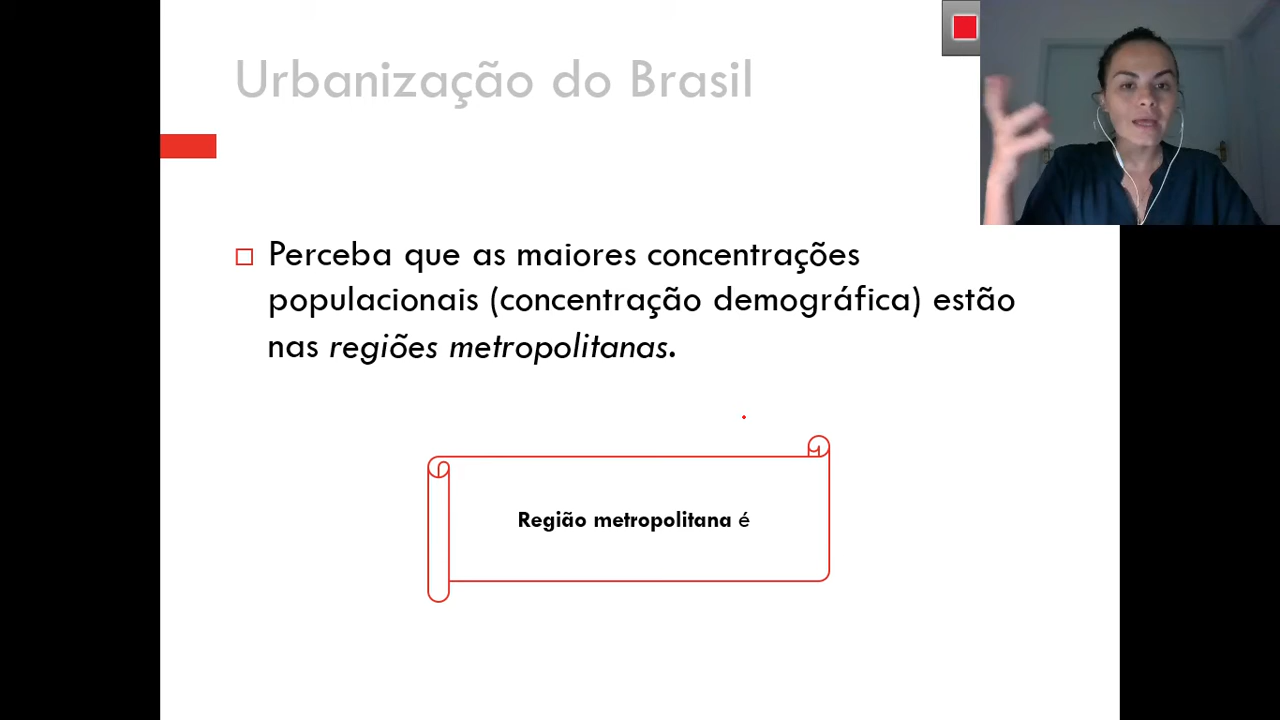 Urbanização do Brasil
Perceba que as maiores concentrações
populacionais (concentração demográfica) estão
nas regiões metropolitanas.
Região metropolitana é